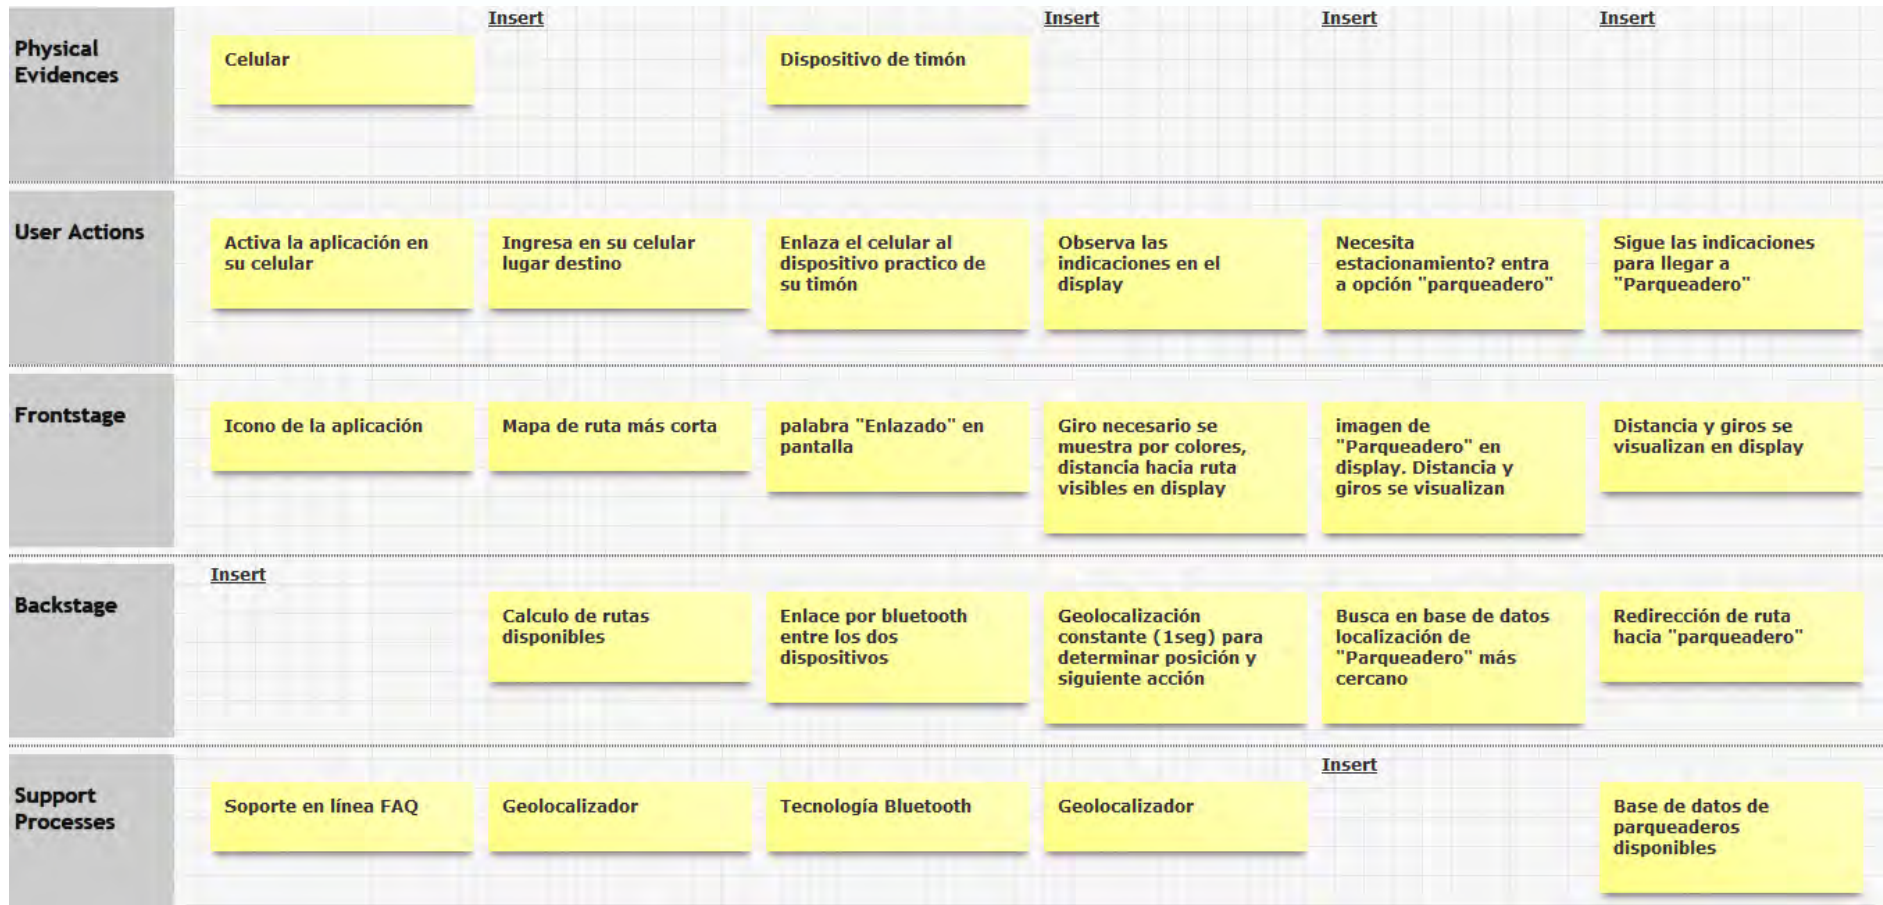 Insert
Insert
Insert
Insert
Physical
Evidences
Celular
Dispositivo de timón
User Actions
Activa la aplicación en
su celular
Ingresa en su celular
lugar destino
Enlaza el celular al
dispositivo practico de
su timón
Observa las
indicaciones en el
display
Necesita
estacionamiento? entra
a opción "parqueadero"
Sigue las indicaciones
para llegar a
"Parqueadero"
Frontstage
Icono de la aplicación
Mapa de ruta más corta
palabra "Enlazado" en
pantalla
Giro necesario se
muestra por colores,
distancia hacia ruta
visibles en display
imagen de
"Parqueadero" en
display. Distancia y
giros se visualizan
Distancia y giros se
visualizan en display
Insert
Backstage
Calculo de rutas
disponibles
Enlace por bluetooth
entre los dos
dispositivos
Geolocalización
constante (1seg) para
determinar posición y
siguiente acción
Busca en base de datos
localización de
"Parqueadero" más
cercano
Redirección de ruta
hacia "parqueadero"
Insert
Support
Processes
Soporte en línea FAQ
Geolocalizador
Tecnología Bluetooth
Geolocalizador
Base de datos de
parqueaderos
disponibles